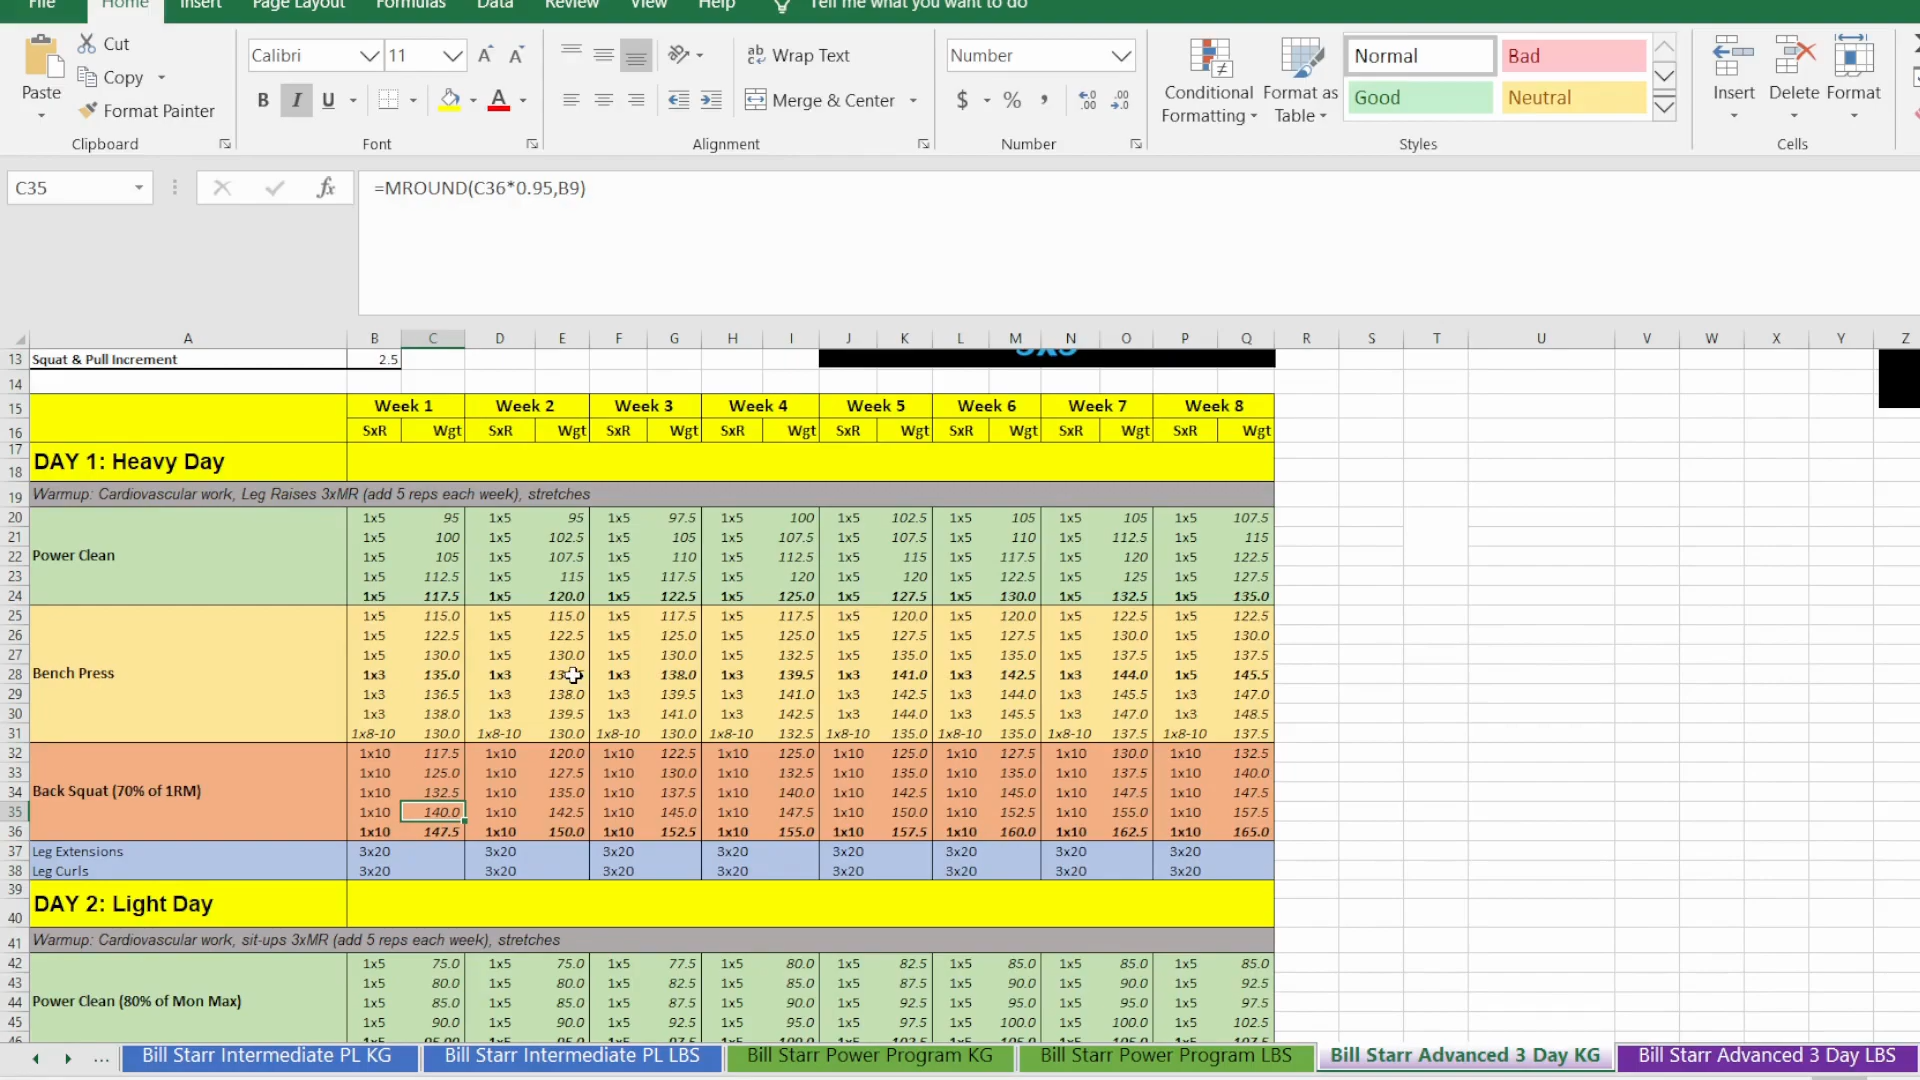 File Home Insert Page Layout Formulas Data Review View Help Tell me what you want to do
Paste Cut Copy Format Painter Clipboard
Calibri 11 B I U Font
Wrap Text Merge & Center Alignment
Number $ % , Number
Conditional Formatting Format as Table Normal Bad Good Neutral Styles
Insert Delete Format Cells
C35 fx =MROUND(C36*0.95,B9)
A B C D E F G H I J K L M N O P Q R S T U V W X Y Z
13 Squat & Pull Increment 2.5
14
15 Week 1 Week 2 Week 3 Week 4 Week 5 Week 6 Week 7 Week 8
16 SxR Wgt SxR Wgt SxR Wgt SxR Wgt SxR Wgt SxR Wgt SxR Wgt SxR Wgt
17
18 DAY 1: Heavy Day
19 Warmup: Cardiovascular work, Leg Raises 3xMR (add 5 reps each week), stretches
20 1x5 95 1x5 95 1x5 97.5 1x5 100 1x5 102.5 1x5 105 1x5 105 1x5 107.5
21 1x5 100 1x5 102.5 1x5 105 1x5 107.5 1x5 107.5 1x5 110 1x5 112.5 1x5 115
22 Power Clean 1x5 105 1x5 107.5 1x5 110 1x5 112.5 1x5 115 1x5 117.5 1x5 120 1x5 122.5
23 1x5 112.5 1x5 115 1x5 117.5 1x5 120 1x5 120 1x5 122.5 1x5 125 1x5 127.5
24 1x5 117.5 1x5 120.0 1x5 122.5 1x5 125.0 1x5 127.5 1x5 130.0 1x5 132.5 1x5 135.0
25 1x5 115.0 1x5 115.0 1x5 117.5 1x5 117.5 1x5 120.0 1x5 120.0 1x5 122.5 1x5 122.5
26 1x5 122.5 1x5 122.5 1x5 125.0 1x5 125.0 1x5 127.5 1x5 127.5 1x5 130.0 1x5 130.0
27 1x5 130.0 1x5 130.0 1x5 130.0 1x5 132.5 1x5 135.0 1x5 135.0 1x5 137.5 1x5 137.5
28 Bench Press 1x3 135.0 1x3 1x3 138.0 1x3 139.5 1x3 141.0 1x3 142.5 1x3 144.0 1x5 145.5
29 1x3 136.5 1x3 138.0 1x3 139.5 1x3 141.0 1x3 142.5 1x3 144.0 1x3 145.5 1x3 147.0
30 1x3 138.0 1x3 139.5 1x3 141.0 1x3 142.5 1x3 144.0 1x3 145.5 1x3 147.0 1x3 148.5
31 1x8-10 130.0 1x8-10 130.0 1x8-10 130.0 1x8-10 132.5 1x8-10 135.0 1x8-10 135.0 1x8-10 137.5 1x8-10 137.5
32 1x10 117.5 1x10 120.0 1x10 122.5 1x10 125.0 1x10 125.0 1x10 127.5 1x10 130.0 1x10 132.5
33 1x10 125.0 1x10 127.5 1x10 130.0 1x10 132.5 1x10 135.0 1x10 135.0 1x10 137.5 1x10 140.0
34 Back Squat (70% of 1RM) 1x10 132.5 1x10 135.0 1x10 137.5 1x10 140.0 1x10 142.5 1x10 145.0 1x10 147.5 1x10 147.5
35 1x10 140.0 1x10 142.5 1x10 145.0 1x10 147.5 1x10 150.0 1x10 152.5 1x10 155.0 1x10 157.5
36 1x10 147.5 1x10 150.0 1x10 152.5 1x10 155.0 1x10 157.5 1x10 160.0 1x10 162.5 1x10 165.0
37 Leg Extensions 3x20 3x20 3x20 3x20 3x20 3x20 3x20 3x20
38 Leg Curls 3x20 3x20 3x20 3x20 3x20 3x20 3x20 3x20
39
40 DAY 2: Light Day
41 Warmup: Cardiovascular work, sit-ups 3xMR (add 5 reps each week), stretches
42 1x5 75.0 1x5 75.0 1x5 77.5 1x5 80.0 1x5 82.5 1x5 85.0 1x5 85.0 1x5 85.0
43 1x5 80.0 1x5 80.0 1x5 82.5 1x5 85.0 1x5 87.5 1x5 90.0 1x5 90.0 1x5 92.5
44 Power Clean (80% of Mon Max) 1x5 85.0 1x5 85.0 1x5 87.5 1x5 90.0 1x5 92.5 1x5 95.0 1x5 95.0 1x5 97.5
45 1x5 90.0 1x5 90.0 1x5 92.5 1x5 95.0 1x5 97.5 1x5 100.0 1x5 100.0 1x5 102.5
... Bill Starr Intermediate PL KG Bill Starr Intermediate PL LBS Bill Starr Power Program KG Bill Starr Power Program LBS Bill Starr Advanced 3 Day KG Bill Starr Advanced 3 Day LBS